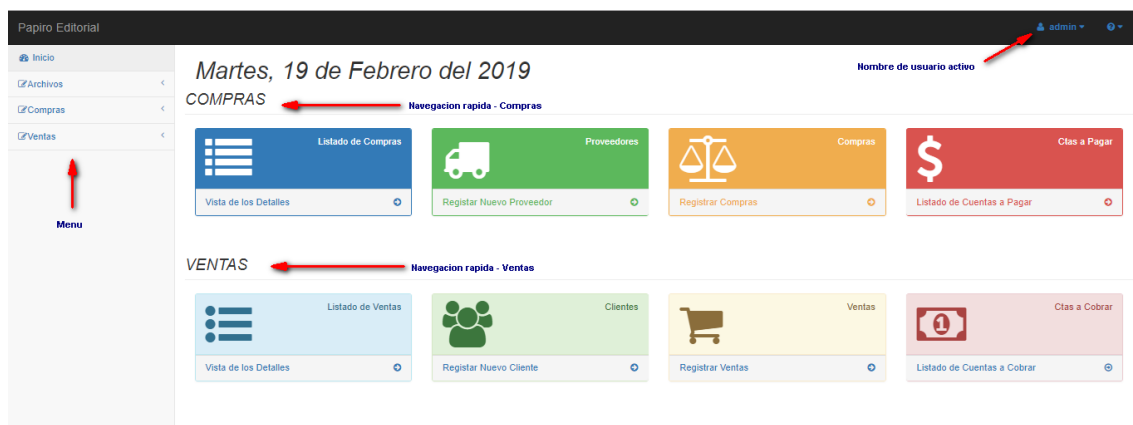 Papiro Editorial
admin
Inicio
Archivos
Compras
Ventas
Menu
Martes, 19 de Febrero del 2019
Nombre de usuario activo
COMPRAS
Navegacion rapida - Compras
Listado de Compras
Vista de los Detalles
Proveedores
Registar Nuevo Proveedor
Compras
Registrar Compras
Ctas a Pagar
Listado de Cuentas a Pagar
VENTAS
Navegacion rapida - Ventas
Listado de Ventas
Vista de los Detalles
Clientes
Registar Nuevo Cliente
Ventas
Registrar Ventas
Ctas a Cobrar
1
Listado de Cuentas a Cobrar